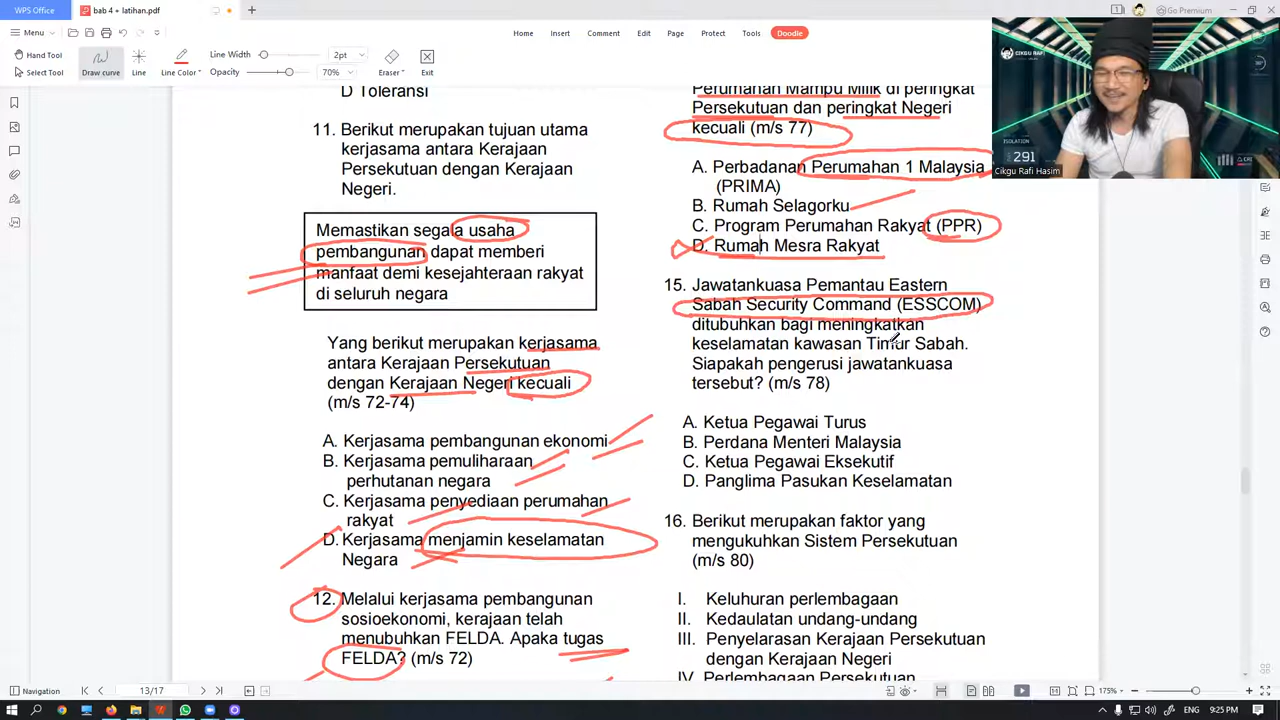 WPS Office
bab 4 + latihan.pdf
Go Premium
Menu
Home
Insert
Comment
Edit
Page
Protect
Tools
Doodle
Hand Tool
Select Tool
Draw curve
Line
Line Color
Line Width
2pt
Opacity
70%
Eraser
Exit
D Toleransi
11. Berikut merupakan tujuan utama
kerjasama antara Kerajaan
Persekutuan dengan Kerajaan
Negeri.
Memastikan segala usaha
pembangunan dapat memberi
manfaat demi kesejahteraan rakyat
di seluruh negara
Yang berikut merupakan kerjasama
antara Kerajaan Persekutuan
dengan Kerajaan Negeri kecuali
(m/s 72-74)
A. Kerjasama pembangunan ekonomi
B. Kerjasama pemuliharaan
perhutanan negara
C. Kerjasama penyediaan perumahan
rakyat
D. Kerjasama menjamin keselamatan
Negara
12. Melalui kerjasama pembangunan
sosioekonomi, kerajaan telah
menubuhkan FELDA. Apaka tugas
FELDA? (m/s 72)
Perumahan Mampu Milik di peringkat
Persekutuan dan peringkat Negeri
kecuali (m/s 77)
A. Perbadanan Perumahan 1 Malaysia
(PRIMA)
B. Rumah Selagorku
C. Program Perumahan Rakyat (PPR)
D. Rumah Mesra Rakyat
15. Jawatankuasa Pemantau Eastern
Sabah Security Command (ESSCOM)
ditubuhkan bagi meningkatkan
keselamatan kawasan Timur Sabah.
Siapakah pengerusi jawatankuasa
tersebut? (m/s 78)
A. Ketua Pegawai Turus
B. Perdana Menteri Malaysia
C. Ketua Pegawai Eksekutif
D. Panglima Pasukan Keselamatan
16. Berikut merupakan faktor yang
mengukuhkan Sistem Persekutuan
(m/s 80)
I. Keluhuran perlembagaan
II. Kedaulatan undang-undang
III. Penyelarasan Kerajaan Persekutuan
dengan Kerajaan Negeri
IV. Perlembagaan Persekutuan
CIKGU RAFI
ISOLATION
291
Cikgu Rafi Hasim
Navigation
13/17
175%
ENG
9:25 PM